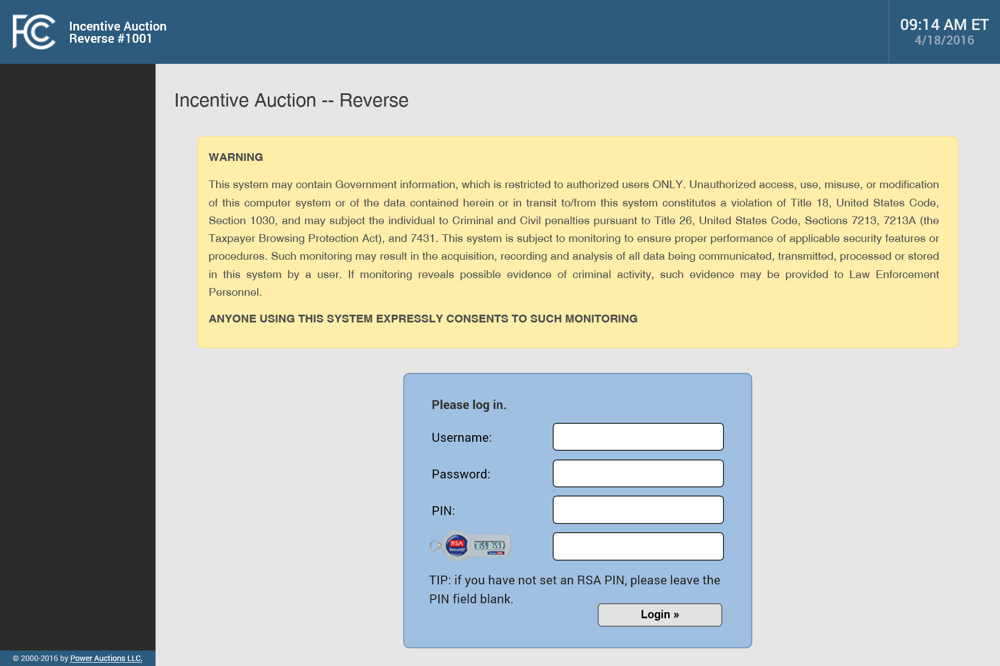 FCC
Incentive Auction
Reverse #1001
09:14 AM ET
4/18/2016
Incentive Auction -- Reverse
WARNING
This system may contain Government information, which is restricted to authorized users ONLY. Unauthorized access, use, misuse, or modification
of this computer system or of the data contained herein or in transit to/from this system constitutes a violation of Title 18, United States Code,
Section 1030, and may subject the individual to Criminal and Civil penalties pursuant to Title 26, United States Code, Sections 7213, 7213A (the
Taxpayer Browsing Protection Act), and 7431. This system is subject to monitoring to ensure proper performance of applicable security features or
procedures. Such monitoring may result in the acquisition, recording and analysis of all data being communicated, transmitted, processed or stored
in this system by a user. If monitoring reveals possible evidence of criminal activity, such evidence may be provided to Law Enforcement
Personnel.
ANYONE USING THIS SYSTEM EXPRESSLY CONSENTS TO SUCH MONITORING
Please log in.
Username:
Password:
PIN:
RSA
SecurID
159 759
TIP: if you have not set an RSA PIN, please leave the
PIN field blank.
Login »
© 2000-2016 by Power Auctions LLC.